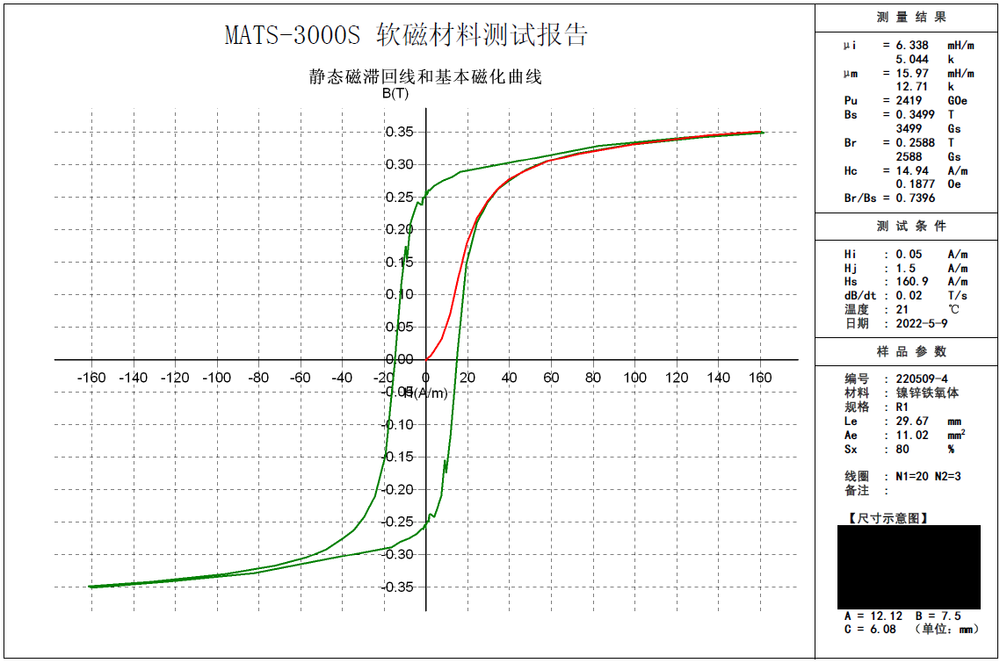 MATS-3000S 软磁材料测试报告
静态磁滞回线和基本磁化曲线
B(T)
0.35
0.30
0.25
0.20
0.15
0.10
0.05
0.00
-160 -140 -120 -100 -80 -60 -40 -20 0 20 40 60 80 100 120 140 160
-0.05
H(A/m)
-0.10
-0.15
-0.20
-0.25
-0.30
-0.35
测 量 结 果
μi = 6.338 mH/m
5.044 k
μm = 15.97 mH/m
12.71 k
Pu = 2419 GOe
Bs = 0.3499 T
3499 Gs
Br = 0.2588 T
2588 Gs
Hc = 14.94 A/m
0.1877 Oe
Br/Bs = 0.7396
测 试 条 件
Hi : 0.05 A/m
Hj : 1.5 A/m
Hs : 160.9 A/m
dB/dt : 0.02 T/s
温度 : 21 ℃
日期 : 2022-5-9
样 品 参 数
编号 : 220509-4
材料 : 镍锌铁氧体
规格 : R1
Le : 29.67 mm
Ae : 11.02 mm²
Sx : 80 %
线圈 : N1=20 N2=3
备注 :
【尺寸示意图】
A = 12.12 B = 7.5
C = 6.08 （单位: mm）